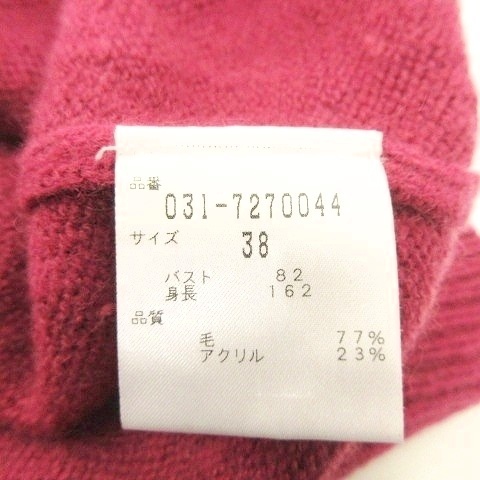 品番
031-7270044
サイズ 38
バスト 82
身長 162
品質
毛 77%
アクリル 23%